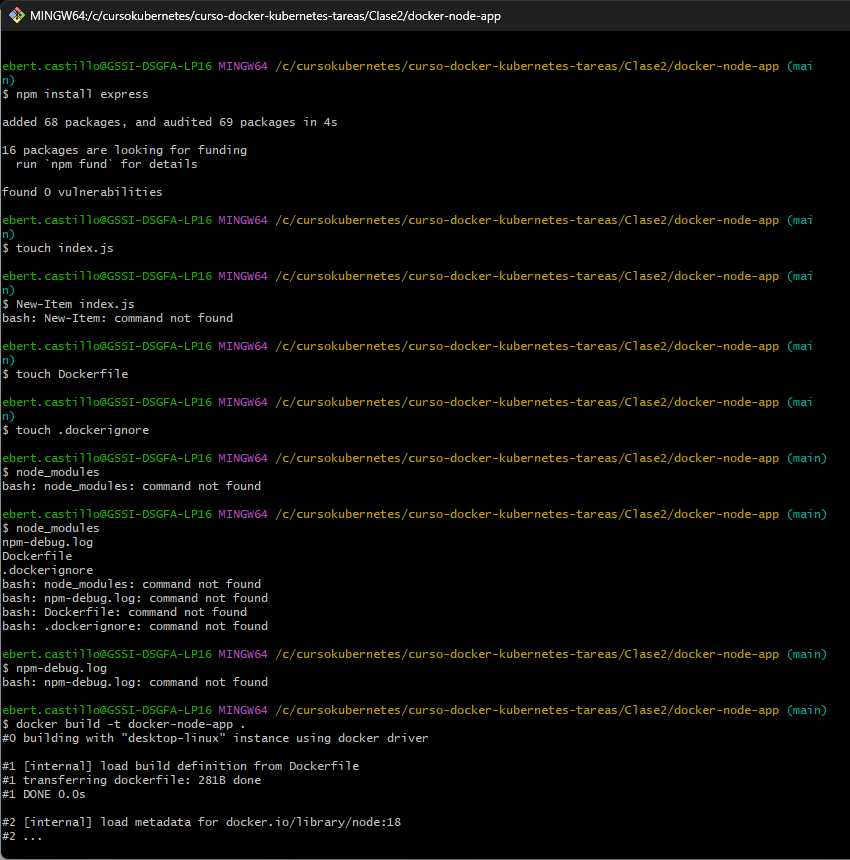 MINGW64:/c/cursokubernetes/curso-docker-kubernetes-tareas/Clase2/docker-node-app
ebert.castillo@GSSI-DSGFA-LP16 MINGW64 /c/cursokubernetes/curso-docker-kubernetes-tareas/Clase2/docker-node-app (mai
n)
$ npm install express
added 68 packages, and audited 69 packages in 4s
16 packages are looking for funding
  run `npm fund` for details
found 0 vulnerabilities
ebert.castillo@GSSI-DSGFA-LP16 MINGW64 /c/cursokubernetes/curso-docker-kubernetes-tareas/Clase2/docker-node-app (mai
n)
$ touch index.js
ebert.castillo@GSSI-DSGFA-LP16 MINGW64 /c/cursokubernetes/curso-docker-kubernetes-tareas/Clase2/docker-node-app (mai
n)
$ New-Item index.js
bash: New-Item: command not found
ebert.castillo@GSSI-DSGFA-LP16 MINGW64 /c/cursokubernetes/curso-docker-kubernetes-tareas/Clase2/docker-node-app (mai
n)
$ touch Dockerfile
ebert.castillo@GSSI-DSGFA-LP16 MINGW64 /c/cursokubernetes/curso-docker-kubernetes-tareas/Clase2/docker-node-app (mai
n)
$ touch .dockerignore
ebert.castillo@GSSI-DSGFA-LP16 MINGW64 /c/cursokubernetes/curso-docker-kubernetes-tareas/Clase2/docker-node-app (main)
$ node_modules
bash: node_modules: command not found
ebert.castillo@GSSI-DSGFA-LP16 MINGW64 /c/cursokubernetes/curso-docker-kubernetes-tareas/Clase2/docker-node-app (main)
$ node_modules
npm-debug.log
Dockerfile
.dockerignore
bash: node_modules: command not found
bash: npm-debug.log: command not found
bash: Dockerfile: command not found
bash: .dockerignore: command not found
ebert.castillo@GSSI-DSGFA-LP16 MINGW64 /c/cursokubernetes/curso-docker-kubernetes-tareas/Clase2/docker-node-app (main)
$ npm-debug.log
bash: npm-debug.log: command not found
ebert.castillo@GSSI-DSGFA-LP16 MINGW64 /c/cursokubernetes/curso-docker-kubernetes-tareas/Clase2/docker-node-app (main)
$ docker build -t docker-node-app .
#0 building with "desktop-linux" instance using docker driver
#1 [internal] load build definition from Dockerfile
#1 transferring dockerfile: 281B done
#1 DONE 0.0s
#2 [internal] load metadata for docker.io/library/node:18
#2 ...